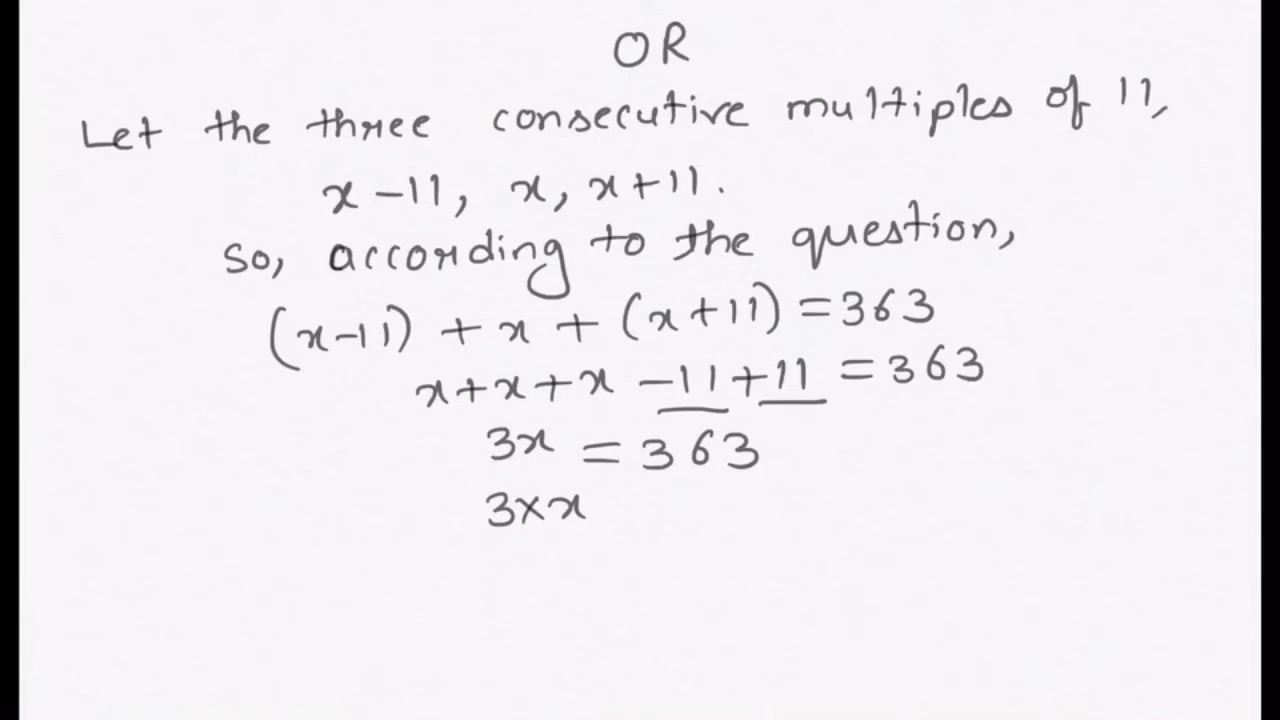 OR
Let the three consecutive multiples of 11,
x - 11, x, x + 11.
So, according to the question,
(x - 11) + x + (x + 11) = 363
x + x + x - 11 + 11 = 363
3x = 363
3 × x